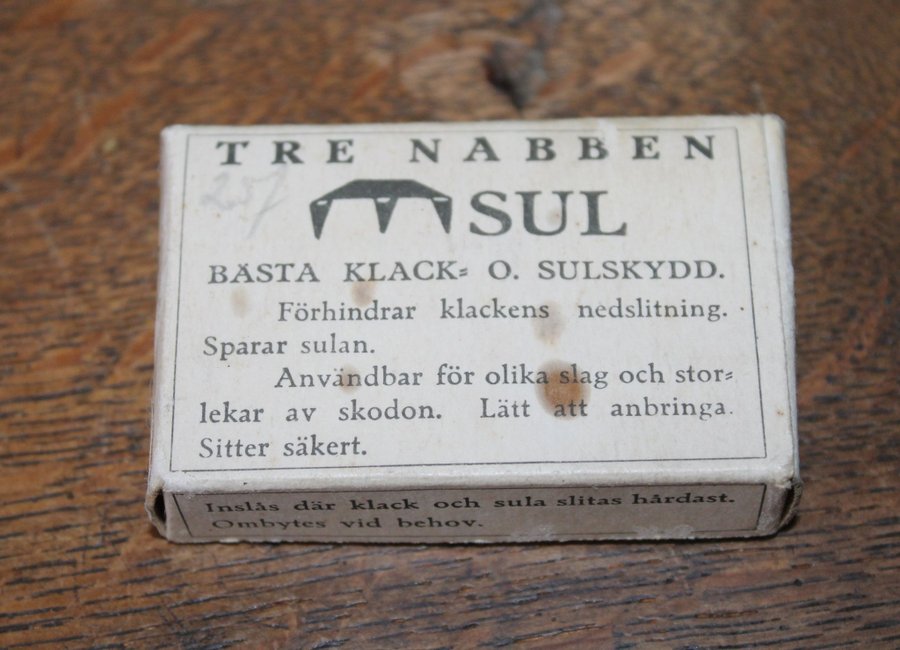 TRE NABBEN
SUL
BÄSTA KLACK= O. SULSKYDD.
Förhindrar klackens nedslitning.
Sparar sulan.
Användbar för olika slag och stor=
lekar av skodon. Lätt att anbringa.
Sitter säkert.
Inslås där klack och sula slitas hårdast.
Ombytes vid behov.